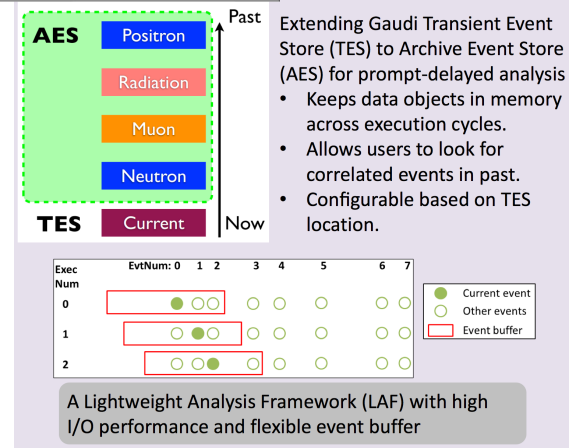 AES
Positron
Radiation
Muon
Neutron
TES
Current
Past
Now
Extending Gaudi Transient Event
Store (TES) to Archive Event Store
(AES) for prompt-delayed analysis
• Keeps data objects in memory
across execution cycles.
• Allows users to look for
correlated events in past.
• Configurable based on TES
location.
Exec
Num
EvtNum: 0 1 2 3 4 5 6 7
0
1
2
Current event
Other events
Event buffer
A Lightweight Analysis Framework (LAF) with high
I/O performance and flexible event buffer